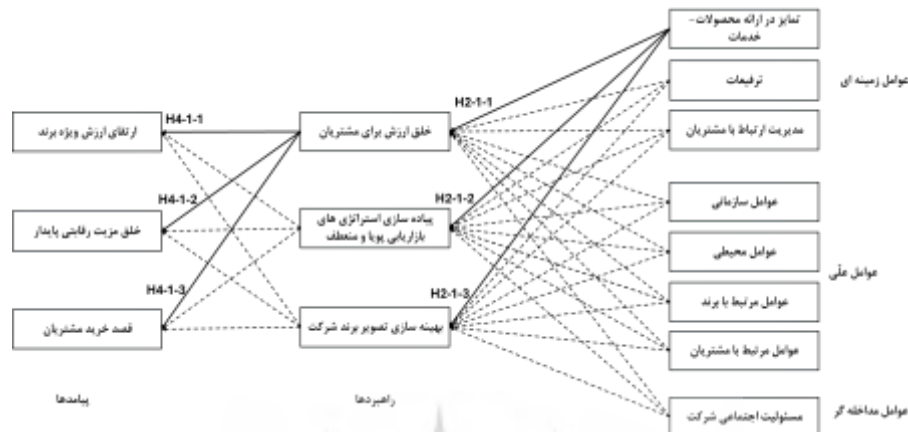 تمایز در ارائه محصولات-
خدمات
عوامل زمینه ای
ترفیعات
مدیریت ارتباط با مشتریان
عوامل سازمانی
عوامل محیطی
عوامل علّی
عوامل مرتبط با برند
عوامل مرتبط با مشتریان
مسئولیت اجتماعی شرکت
عوامل مداخله گر
H2-1-1
خلق ارزش برای مشتریان
H2-1-2
پیاده سازی استراتژی های
بازاریابی پویا و منعطف
H2-1-3
بهینه سازی تصویر برند شرکت
راهبردها
H4-1-1
ارتقای ارزش ویژه برند
H4-1-2
خلق مزیت رقابتی پایدار
H4-1-3
قصد خرید مشتریان
پیامدها